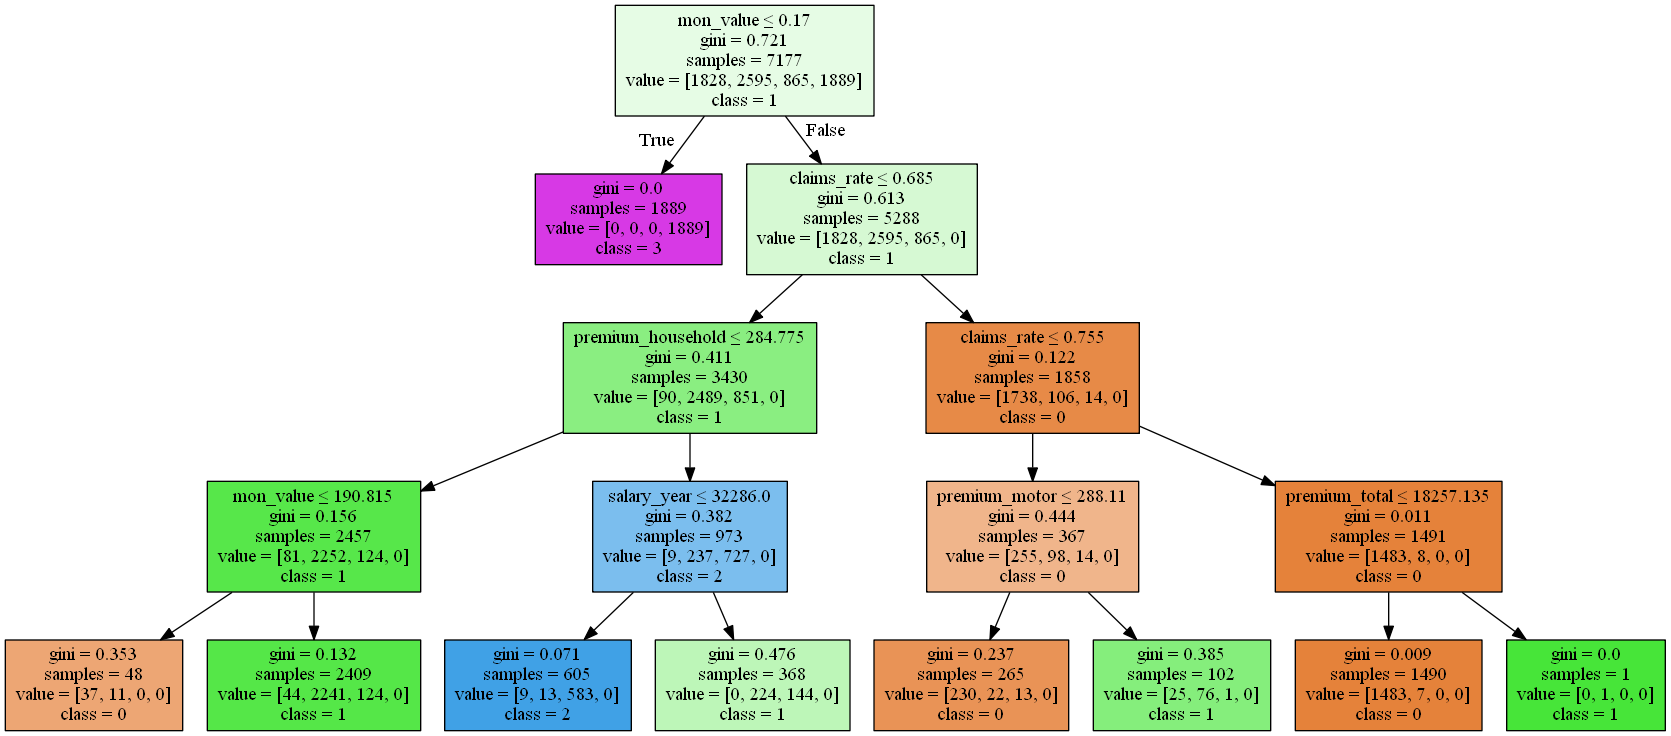 mon_value ≤ 0.17
gini = 0.721
samples = 7177
value = [1828, 2595, 865, 1889]
class = 1
True
False
gini = 0.0
samples = 1889
value = [0, 0, 0, 1889]
class = 3
claims_rate ≤ 0.685
gini = 0.613
samples = 5288
value = [1828, 2595, 865, 0]
class = 1
premium_household ≤ 284.775
gini = 0.411
samples = 3430
value = [90, 2489, 851, 0]
class = 1
claims_rate ≤ 0.755
gini = 0.122
samples = 1858
value = [1738, 106, 14, 0]
class = 0
mon_value ≤ 190.815
gini = 0.156
samples = 2457
value = [81, 2252, 124, 0]
class = 1
salary_year ≤ 32286.0
gini = 0.382
samples = 973
value = [9, 237, 727, 0]
class = 2
premium_motor ≤ 288.11
gini = 0.444
samples = 367
value = [255, 98, 14, 0]
class = 0
premium_total ≤ 18257.135
gini = 0.011
samples = 1491
value = [1483, 8, 0, 0]
class = 0
gini = 0.353
samples = 48
value = [37, 11, 0, 0]
class = 0
gini = 0.132
samples = 2409
value = [44, 2241, 124, 0]
class = 1
gini = 0.071
samples = 605
value = [9, 13, 583, 0]
class = 2
gini = 0.476
samples = 368
value = [0, 224, 144, 0]
class = 1
gini = 0.237
samples = 265
value = [230, 22, 13, 0]
class = 0
gini = 0.385
samples = 102
value = [25, 76, 1, 0]
class = 1
gini = 0.009
samples = 1490
value = [1483, 7, 0, 0]
class = 0
gini = 0.0
samples = 1
value = [0, 1, 0, 0]
class = 1